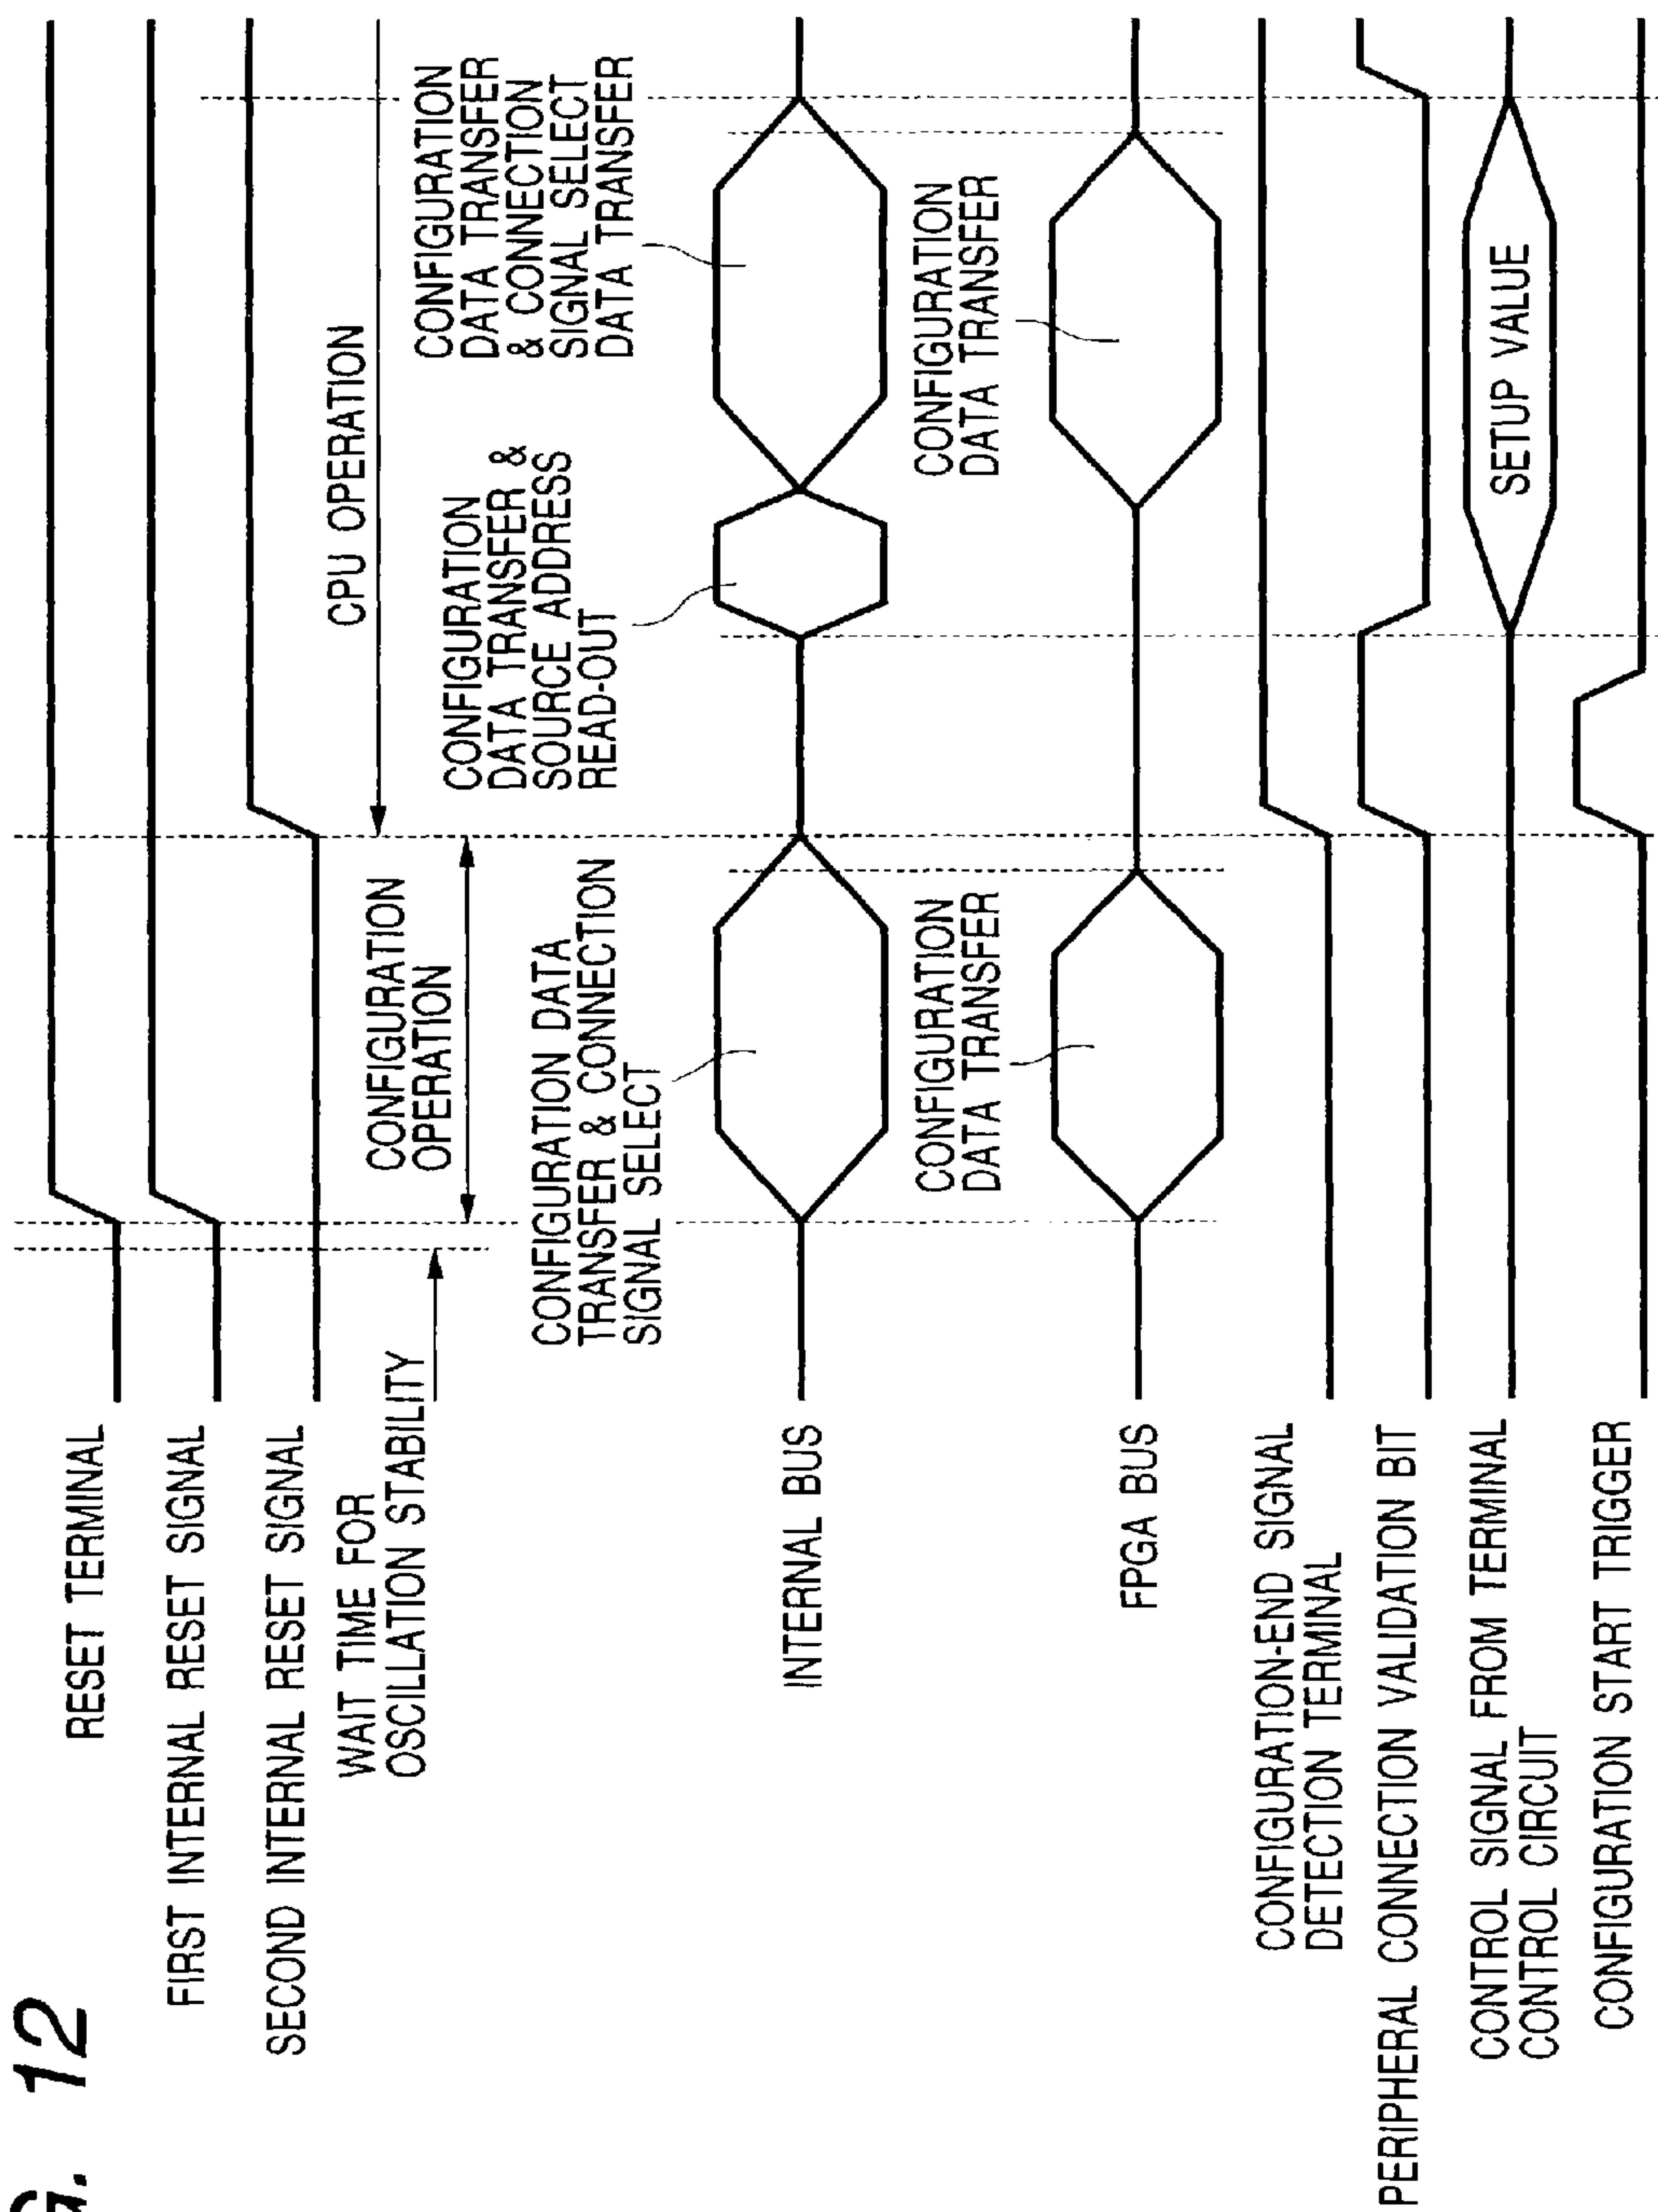 G. 12
RESET TERMINAL
FIRST INTERNAL RESET SIGNAL
SECOND INTERNAL RESET SIGNAL
WAIT TIME FOR
OSCILLATION STABILITY
CONFIGURATION
OPERATION
CPU OPERATION
CONFIGURATION DATA
TRANSFER & CONNECTION
SIGNAL SELECT
CONFIGURATION
DATA TRANSFER &
SOURCE ADDRESS
READ-OUT
CONFIGURATION
DATA TRANSFER
& CONNECTION
SIGNAL SELECT
DATA TRANSFER
INTERNAL BUS
CONFIGURATION
DATA TRANSFER
CONFIGURATION
DATA TRANSFER
FPGA BUS
CONFIGURATION-END SIGNAL
DETECTION TERMINAL
PERIPHERAL CONNECTION VALIDATION BIT
CONTROL SIGNAL FROM TERMINAL
CONTROL CIRCUIT
SETUP VALUE
CONFIGURATION START TRIGGER